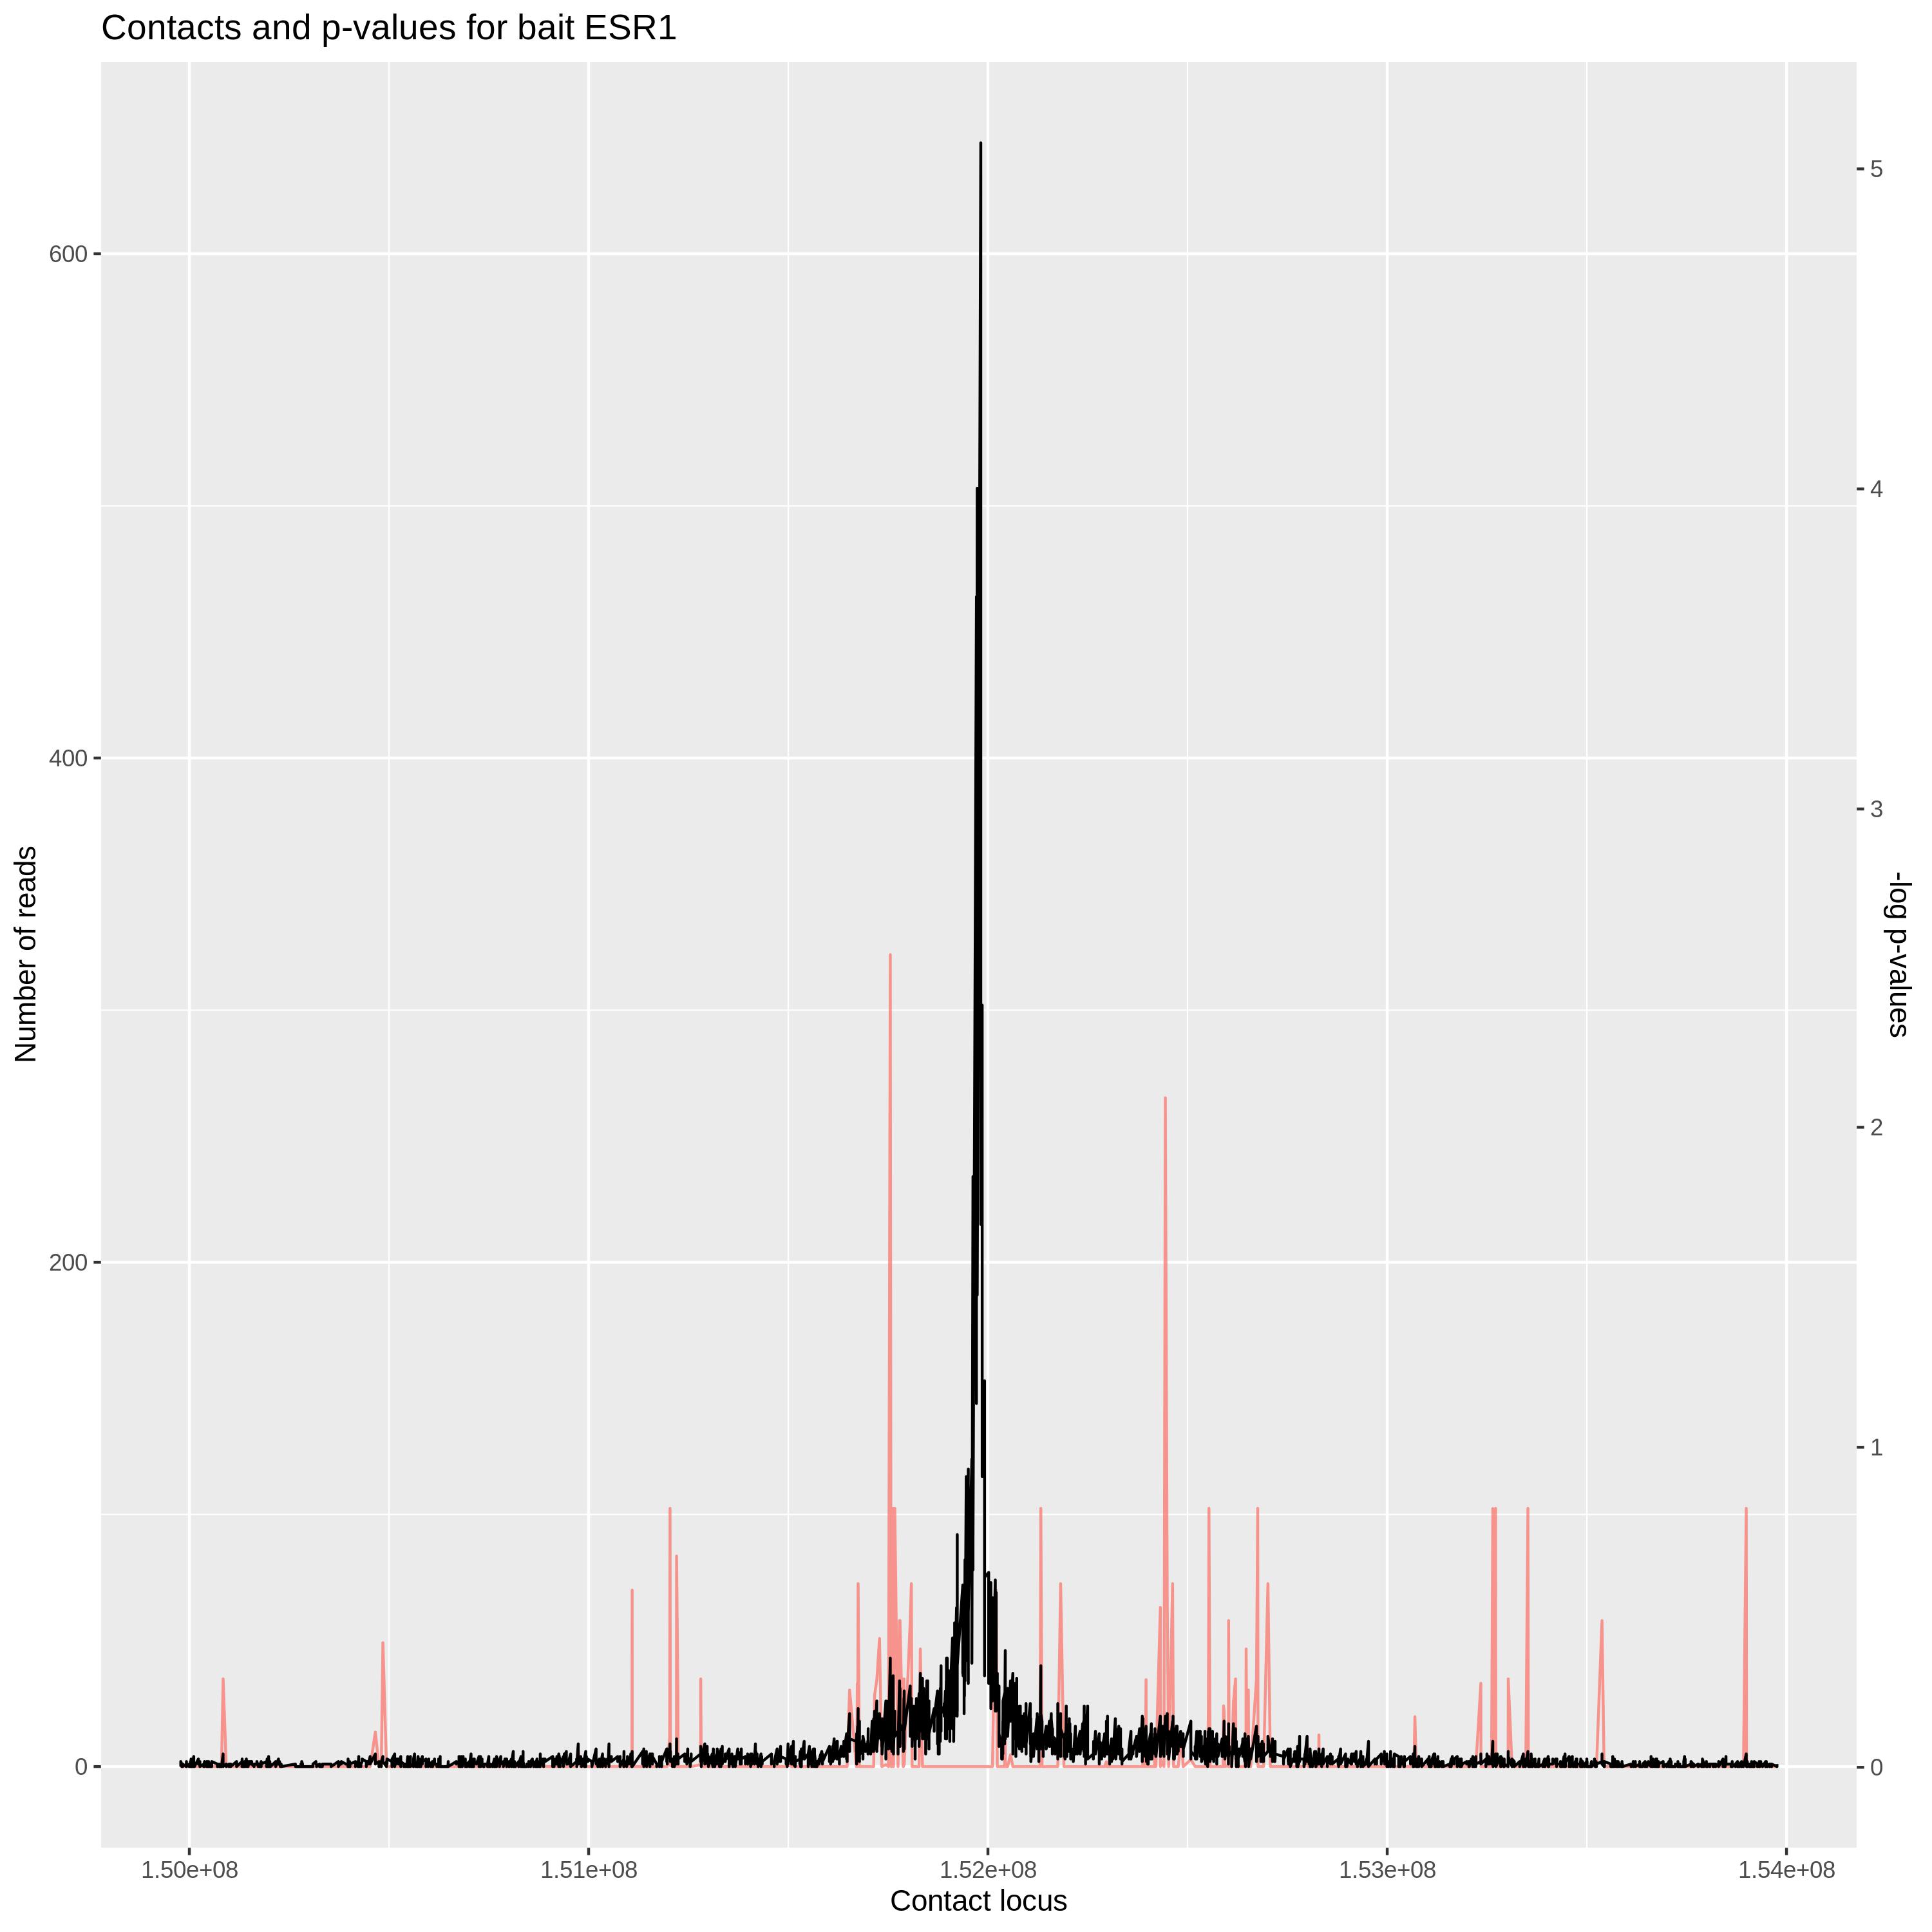 Contacts and p-values for bait ESR1
600
400
200
0
Number of reads
5
4
3
2
1
0
-log p-values
1.50e+08
1.51e+08
1.52e+08
1.53e+08
1.54e+08
Contact locus